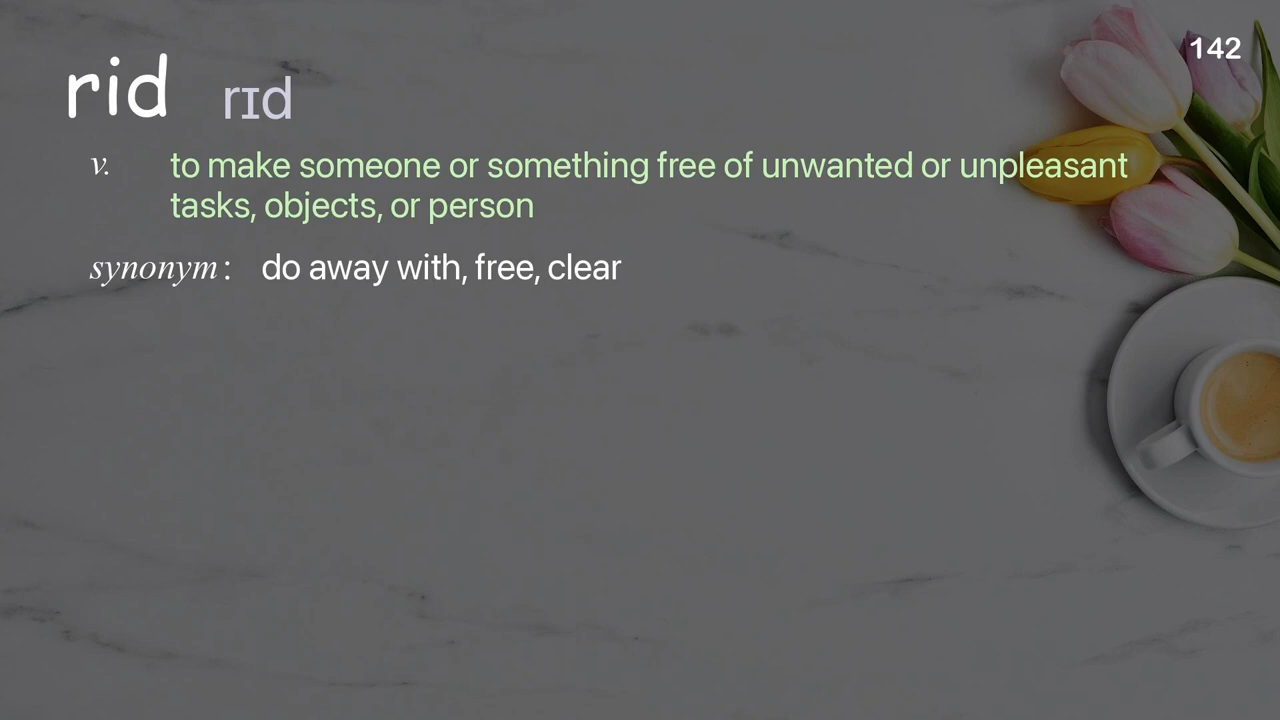 142
rid rɪd
v. to make someone or something free of unwanted or unpleasant
tasks, objects, or person
synonym : do away with, free, clear